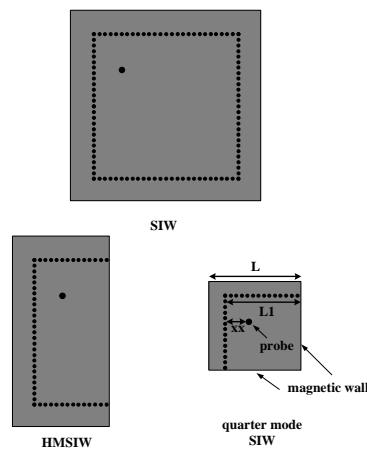 SIW
L
L1
xx
probe
magnetic wall
HMSIW
quarter mode
SIW